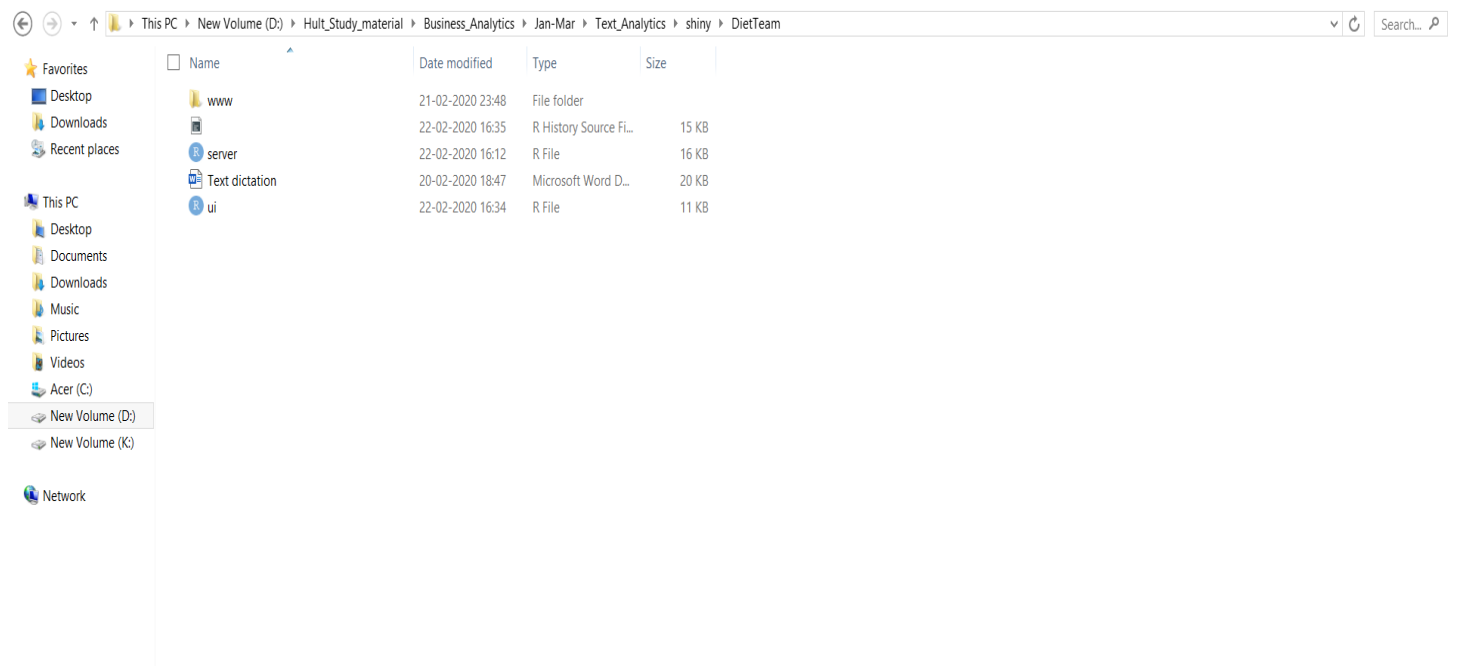 This PC New Volume (D:) Hult_Study_material Business_Analytics Jan-Mar Text_Analytics shiny DietTeam Search...
Favorites
Desktop
Downloads
Recent places
This PC
Desktop
Documents
Downloads
Music
Pictures
Videos
Acer (C:)
New Volume (D:)
New Volume (K:)
Network
Name Date modified Type Size
www 21-02-2020 23:48 File folder
22-02-2020 16:35 R History Source Fi... 15 KB
server 22-02-2020 16:12 R File 16 KB
Text dictation 20-02-2020 18:47 Microsoft Word D... 20 KB
ui 22-02-2020 16:34 R File 11 KB